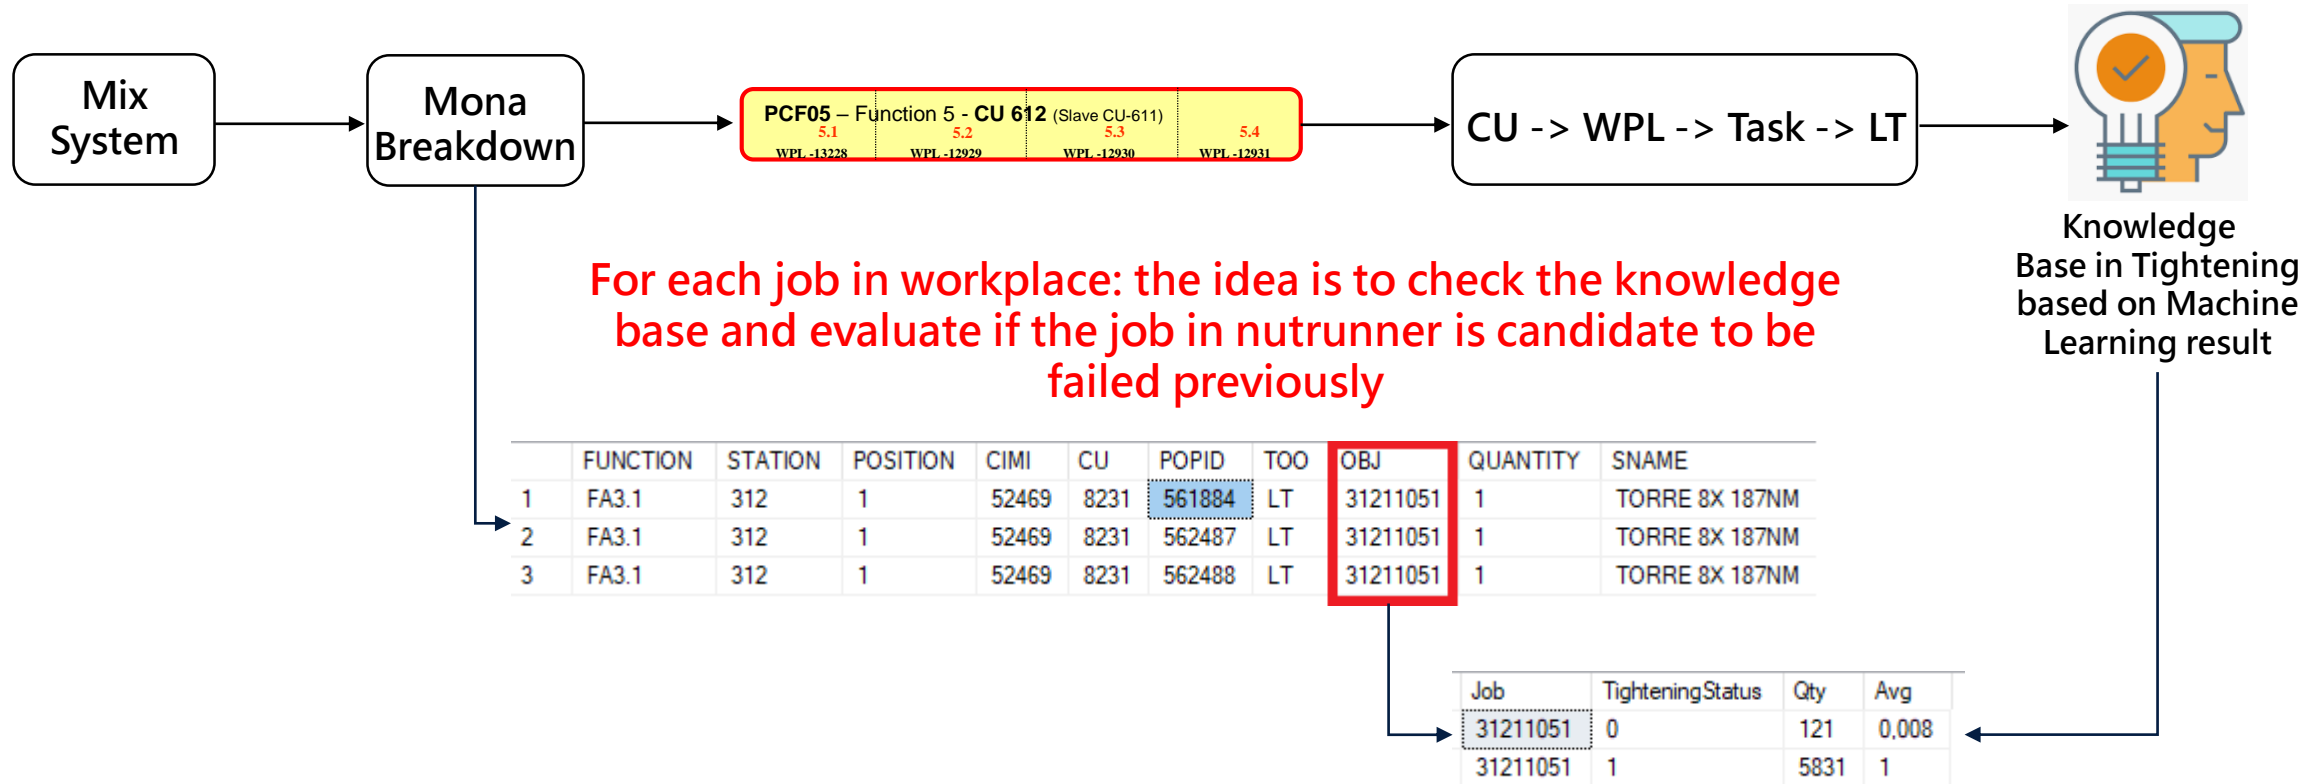 Mix
System
Mona
Breakdown
PCF05 – Function 5 - CU 612 (Slave CU-611)
5.1 5.2 5.3 5.4
WPL -13228 WPL -12929 WPL -12930 WPL -12931
CU -> WPL -> Task -> LT
Knowledge
Base in Tightening
based on Machine
Learning result
For each job in workplace: the idea is to check the knowledge
base and evaluate if the job in nutrunner is candidate to be
failed previously
FUNCTION STATION POSITION CIMI CU POPID TOO OBJ QUANTITY SNAME
1 FA3.1 312 1 52469 8231 561884 LT 31211051 1 TORRE 8X 187NM
2 FA3.1 312 1 52469 8231 562487 LT 31211051 1 TORRE 8X 187NM
3 FA3.1 312 1 52469 8231 562488 LT 31211051 1 TORRE 8X 187NM
Job TighteningStatus Qty Avg
31211051 0 121 0,008
31211051 1 5831 1